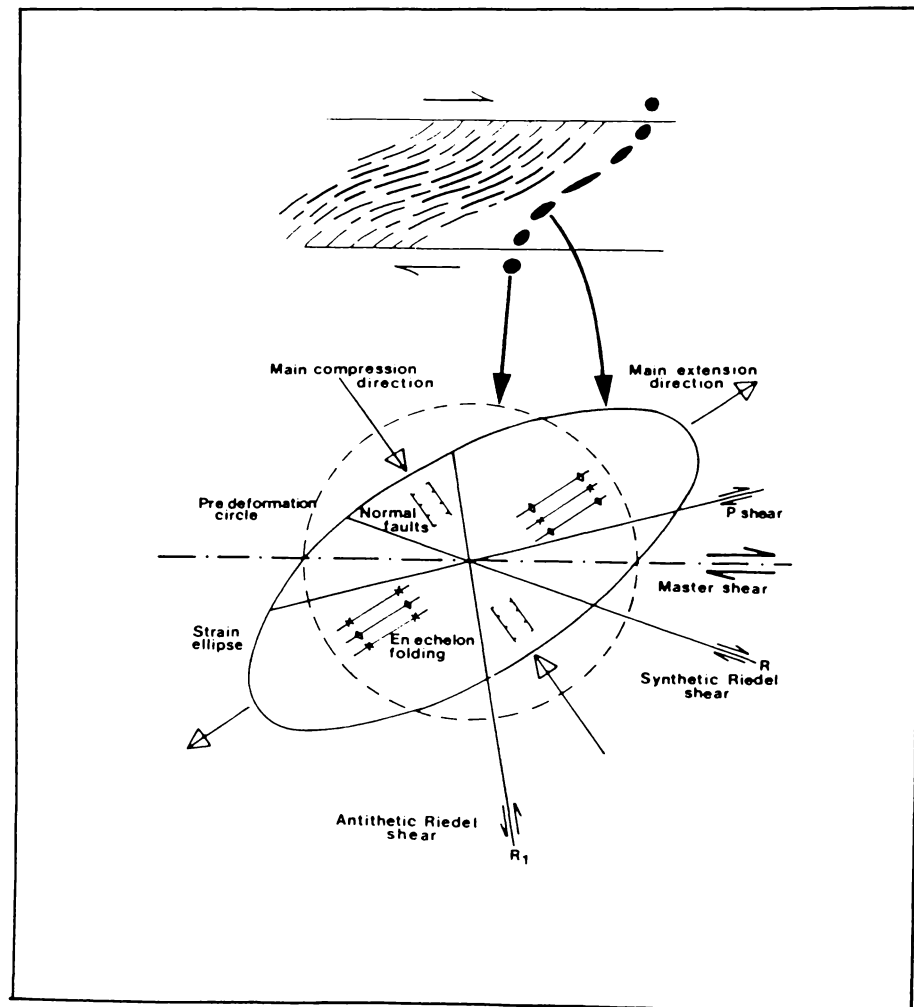 Main compression
direction
Main extension
direction
Pre deformation
circle
Normal
faults
P shear
Master shear
Strain
ellipse
En echelon
folding
R
Synthetic Riedel
shear
Antithetic Riedel
shear
R₁